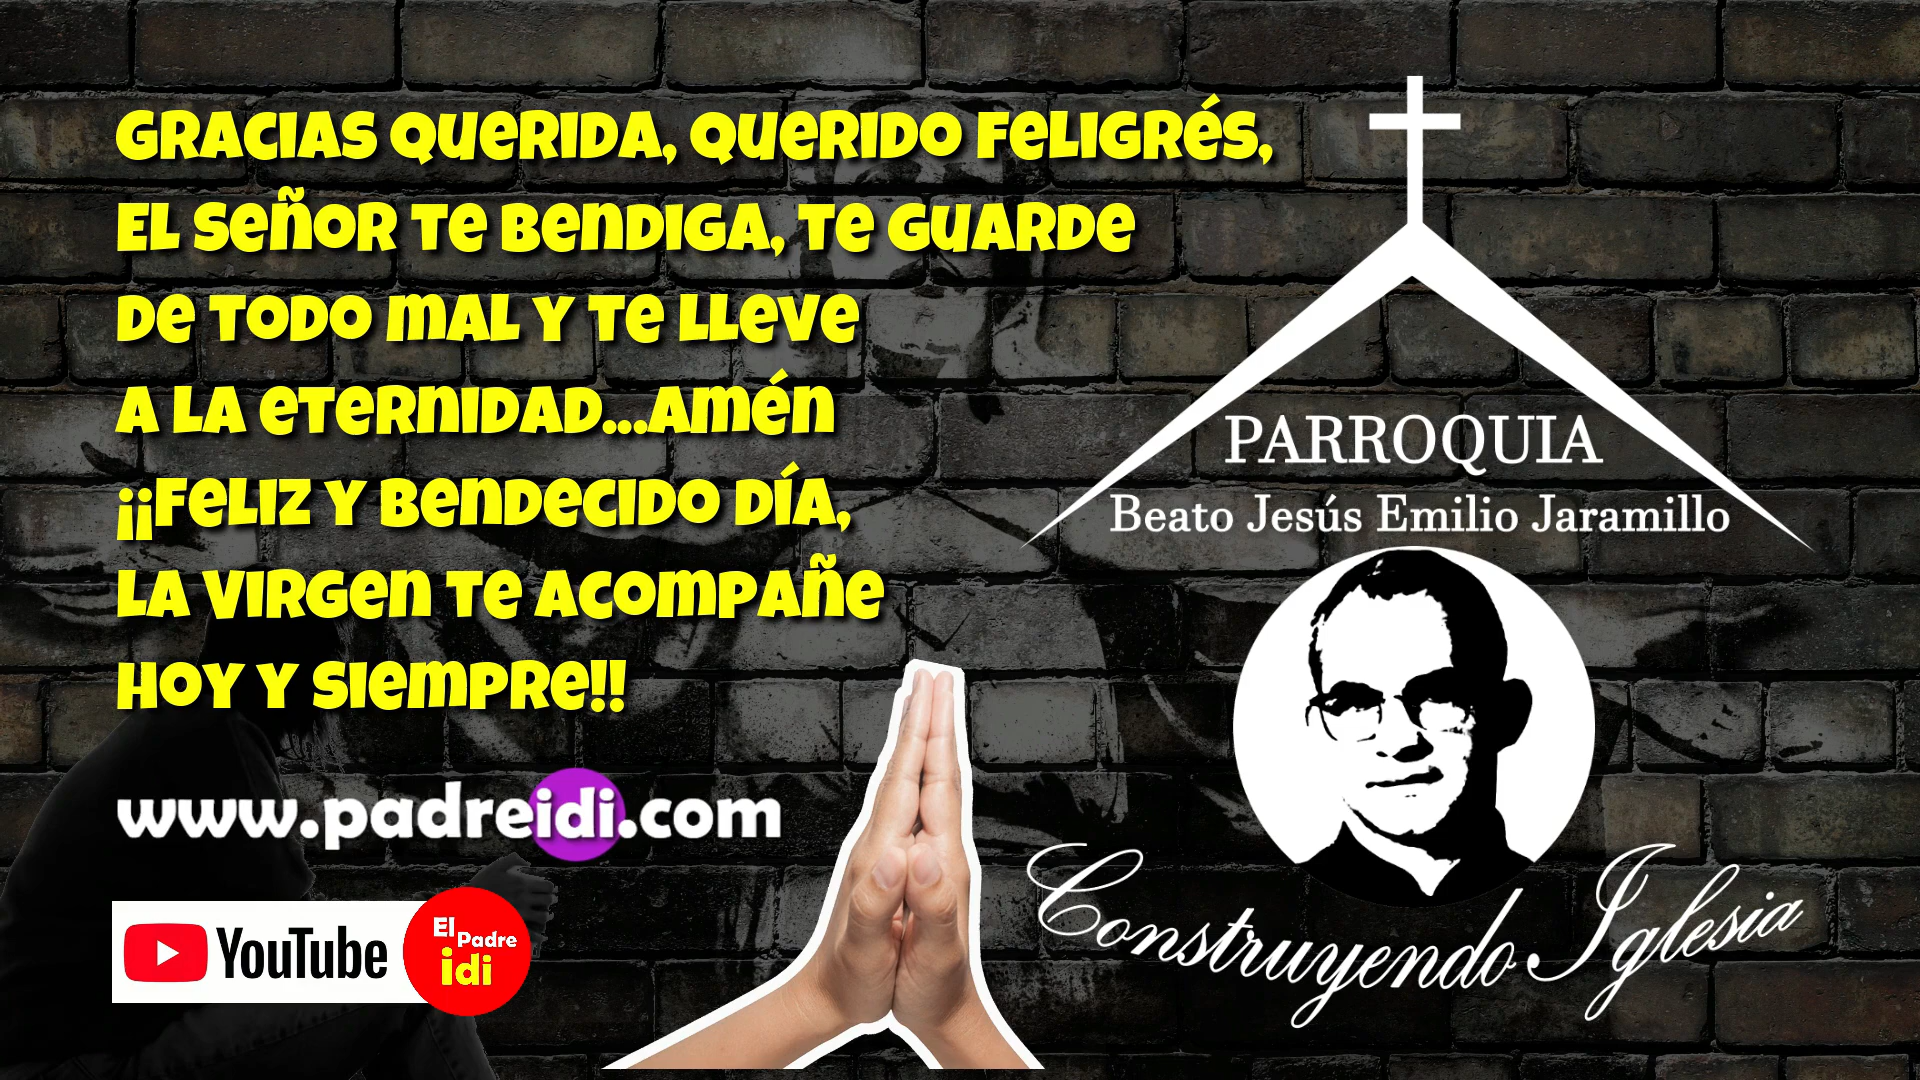 GRACIAS QUERIDA, QUERIDO FELIGRÉS,
EL SEÑOR TE BENDIGA, TE GUARDE
DE TODO MAL Y TE LLEVE
A LA ETERNIDAD...AMÉN
¡¡FELIZ Y BENDECIDO DÍA,
LA VIRGEN TE ACOMPAÑE
HOY Y SIEMPRE!!
www.padreidi.com
YouTube
El Padre
idi
PARROQUIA
Beato Jesús Emilio Jaramillo
Construyendo Iglesia